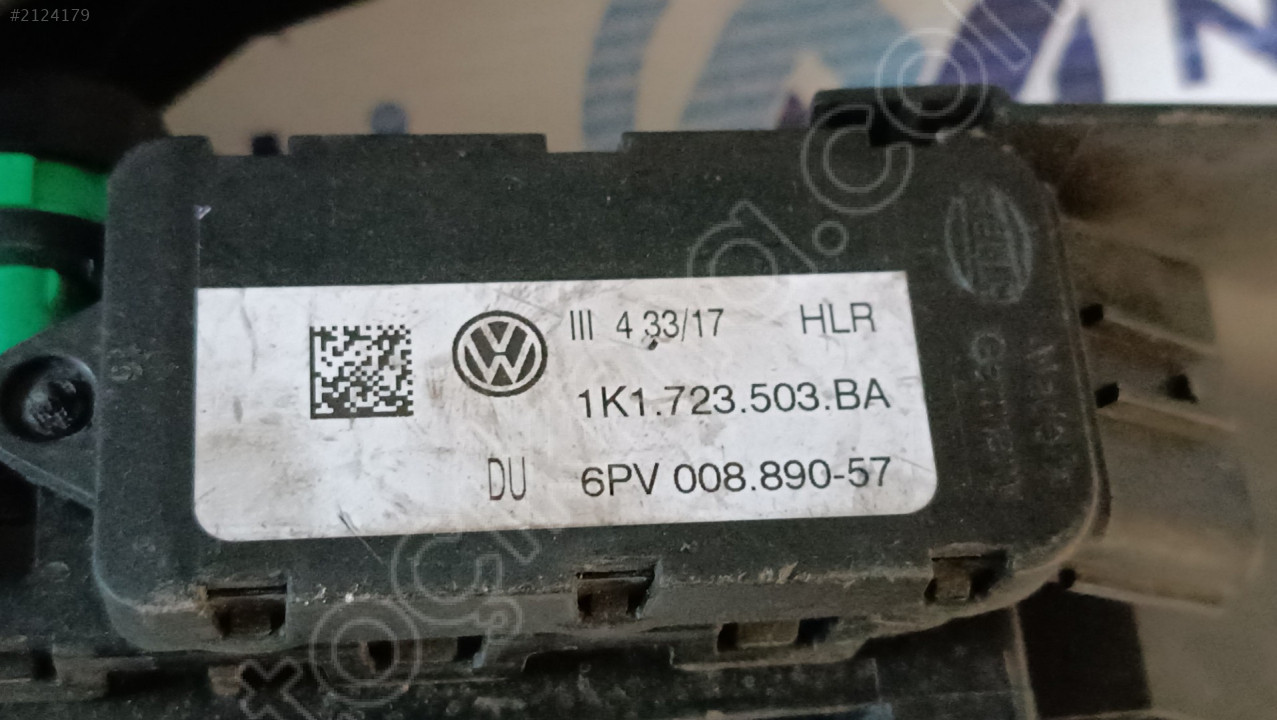 #2124179
III 4 33/17 HLR
1K1.723.503.BA
DU 6PV 008.890-57